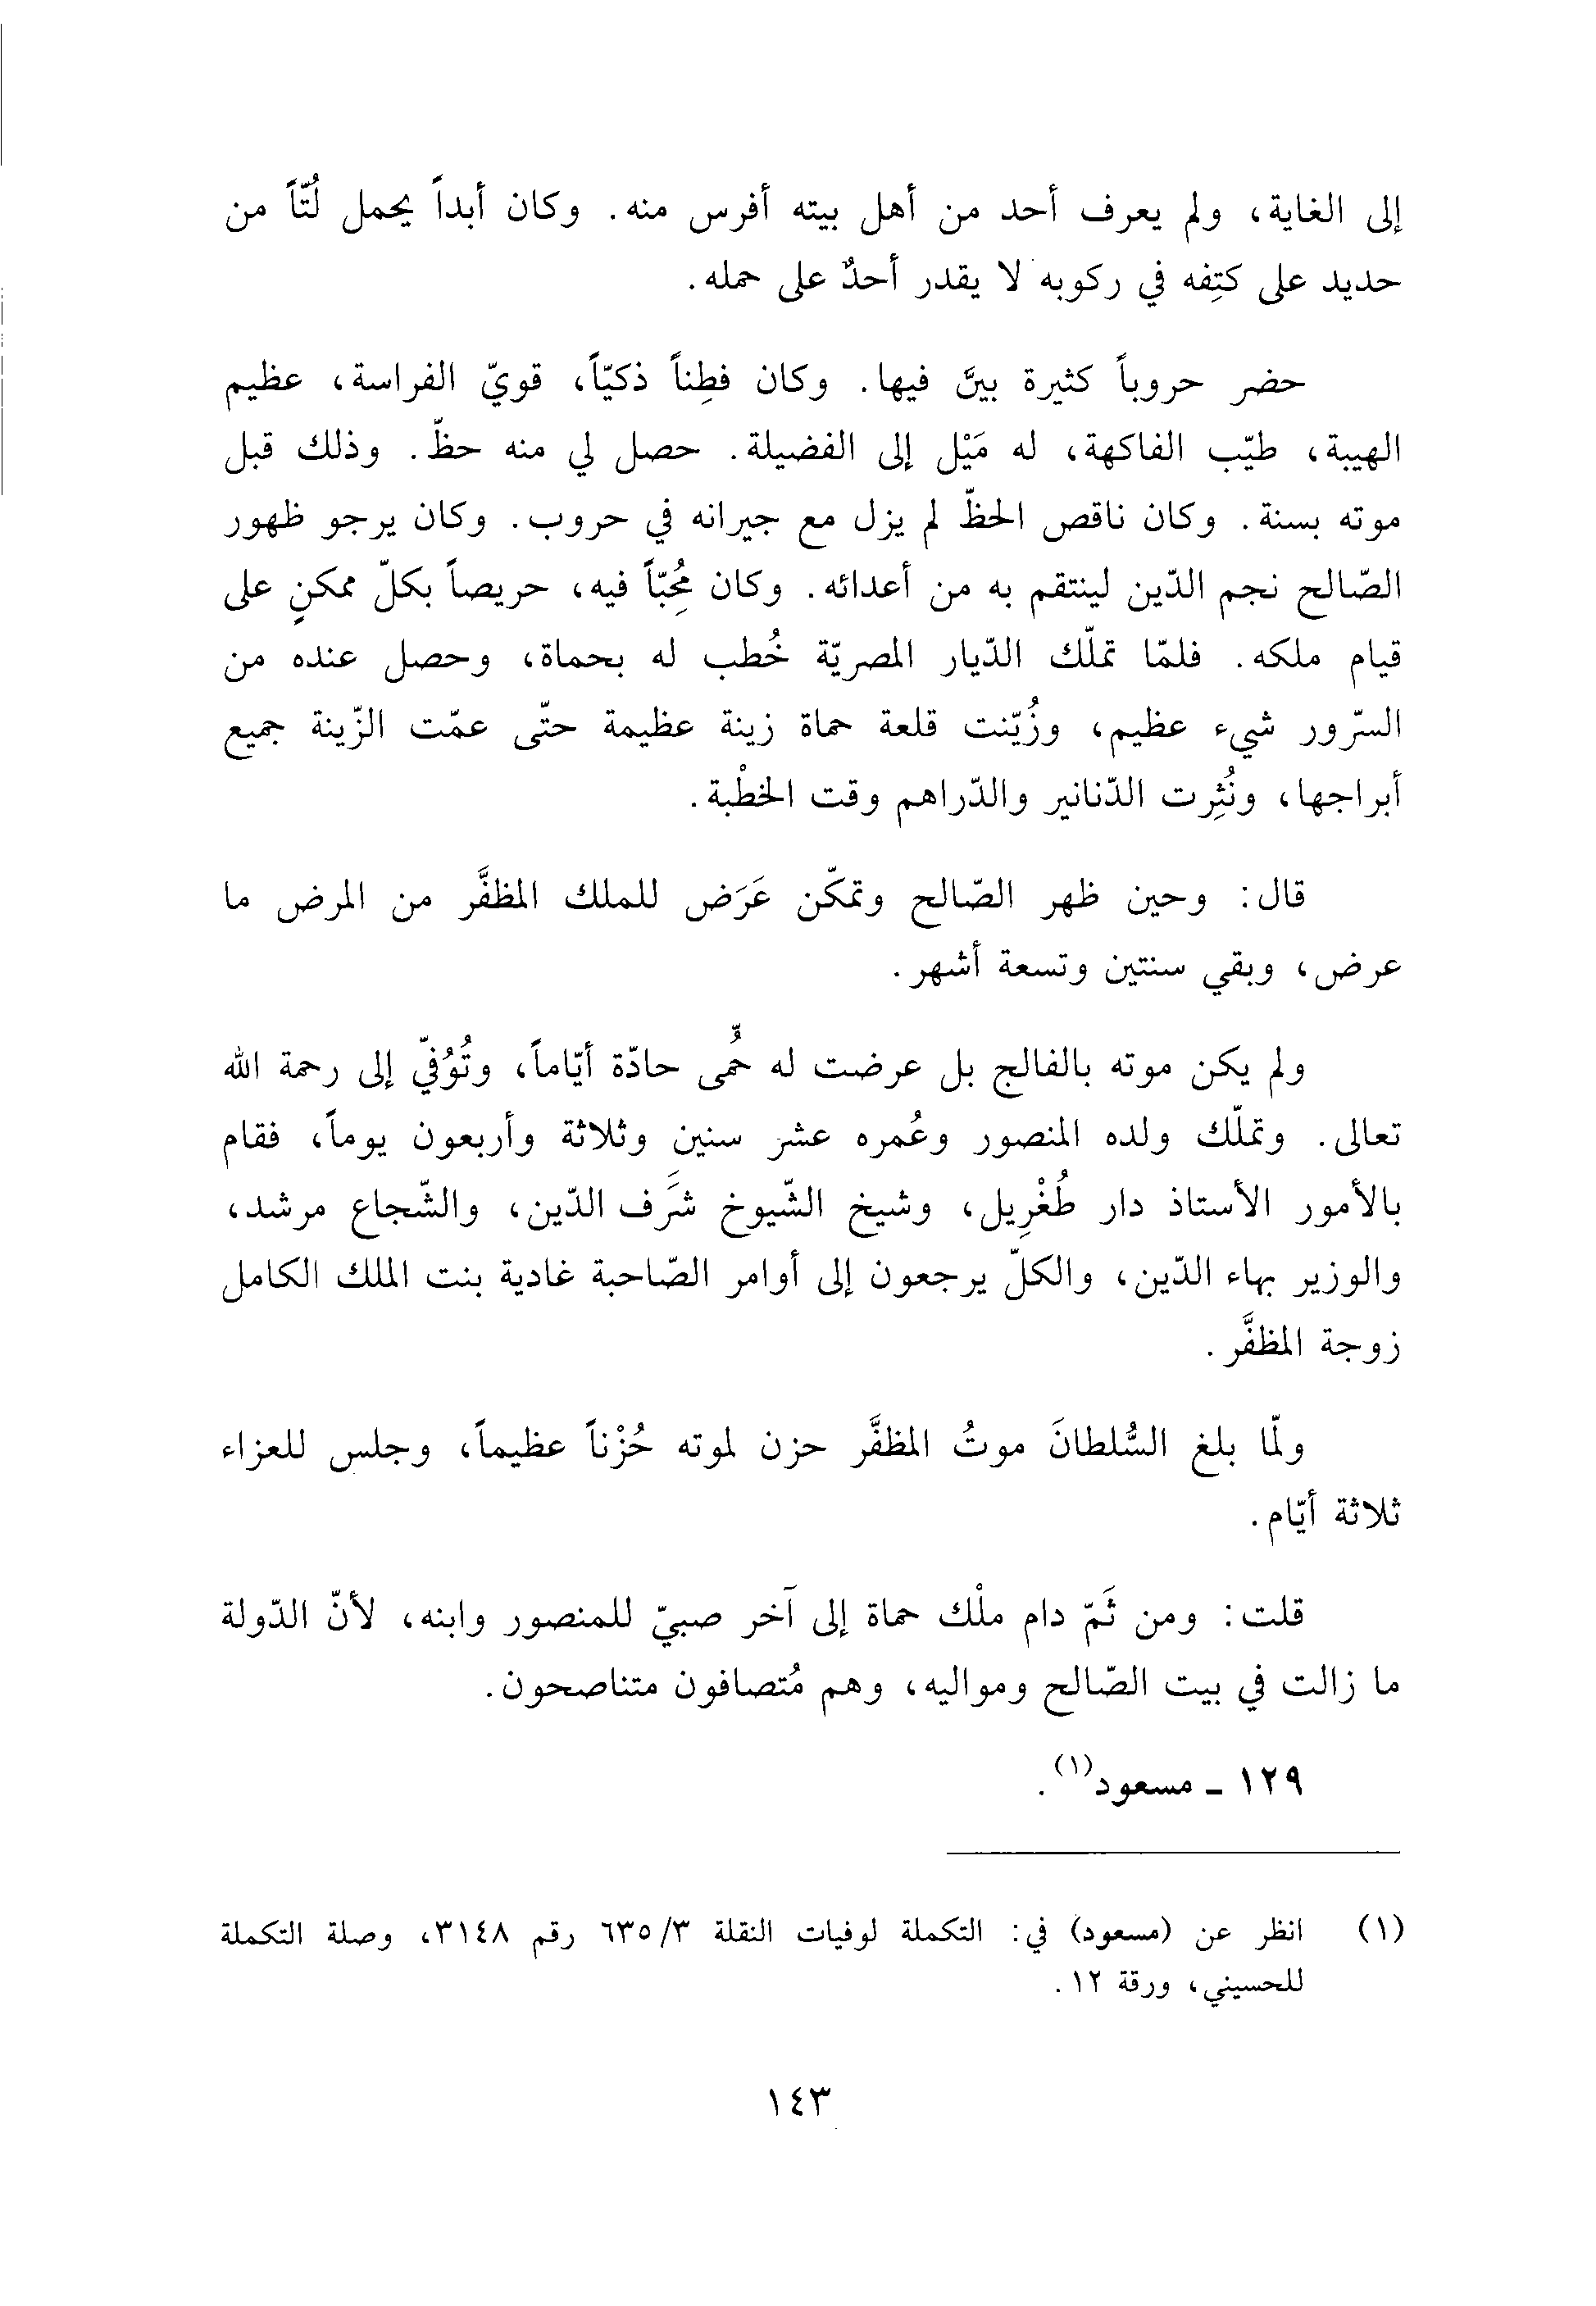 إلى الغاية، ولم يعرف أحد من أهل بيته أفرس منه. وكان أبداً يحمل لُتّاً من
حديد على كتِفه في ركوبه لا يقدر أحدٌ على حمله.
حضر حروباً كثيرة بيَّن فيها. وكان فطِناً ذكيّاً، قويّ الفراسة، عظيم
الهيبة، طيّب الفاكهة، له مَيْل إلى الفضيلة. حصل لي منه حظّ. وذلك قبل
موته بسنة. وكان ناقص الحظّ لم يزل مع جيرانه في حروب. وكان يرجو ظهور
الصّالح نجم الدّين لينتقم به من أعدائه. وكان مُحِبّاً فيه، حريصاً بكلّ ممكنٍ على
قيام ملكه. فلمّا تملّك الدّيار المصريّة خُطب له بحماة، وحصل عنده من
السّرور شيء عظيم، وزُيّنت قلعة حماة زينة عظيمة حتّى عمّت الزّينة جميع
أبراجها، ونُثِرت الدّنانير والدّراهم وقت الخطْبة.
قال: وحين ظهر الصّالح وتمكّن عَرَض للملك المظفَّر من المرض ما
عرض، وبقي سنتين وتسعة أشهر.
ولم يكن موته بالفالج بل عرضت له حُمّى حادّة أيّاماً، وتُوُفّي إلى رحمة الله
تعالى. وتملّك ولده المنصور وعُمره عشر سنين وثلاثة وأربعون يوماً، فقام
بالأمور الأستاذ دار طُغْرِيل، وشيخ الشّيوخ شَرَف الدّين، والشّجاع مرشد،
والوزير بهاء الدّين، والكلّ يرجعون إلى أوامر الصّاحبة غادية بنت الملك الكامل
زوجة المظفَّر.
ولمّا بلغ السُّلطانَ موتُ المظفَّر حزن لموته حُزْناً عظيماً، وجلس للعزاء
ثلاثة أيّام.
قلت: ومن ثَمّ دام ملْك حماة إلى آخر صبيّ للمنصور وابنه، لأنّ الدّولة
ما زالت في بيت الصّالح ومواليه، وهم مُتصافون متناصحون.
١٢٩ ـ مسعود(١).
(١) انظر عن (مسعود) في: التكملة لوفيات النقلة ٣/ ٦٣٥ رقم ٣١٤٨، وصلة التكملة
للحسيني، ورقة ١٢.
١٤٣